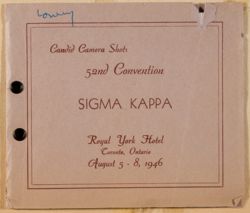 Lowry
Candid Camera Shots
52nd Convention
SIGMA KAPPA
Royal York Hotel
Toronto, Ontario
August 5 - 8, 1946